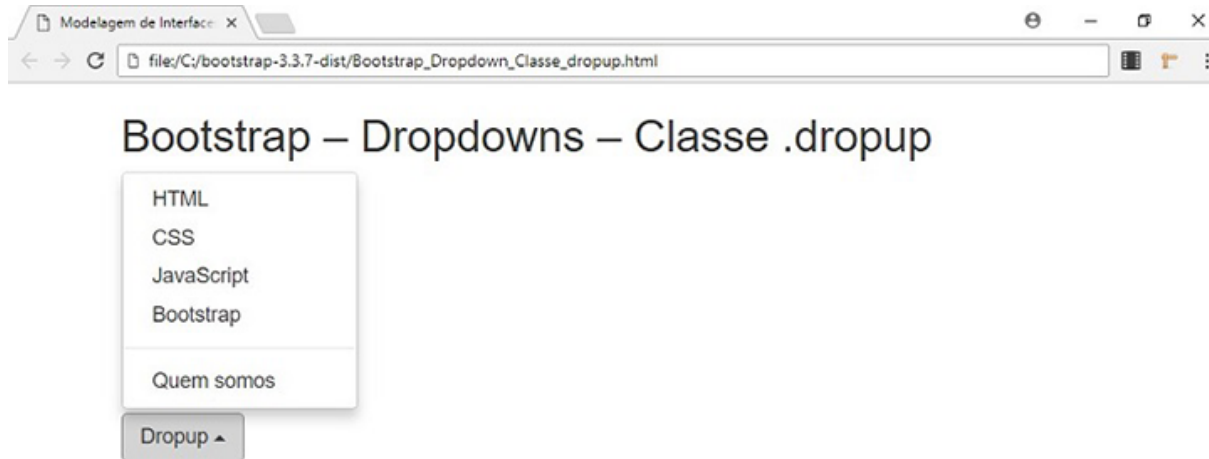 Modelagem de Interface
file:/C:/bootstrap-3.3.7-dist/Bootstrap_Dropdown_Classe_dropup.html
Bootstrap – Dropdowns – Classe .dropup
HTML
CSS
JavaScript
Bootstrap
Quem somos
Dropup